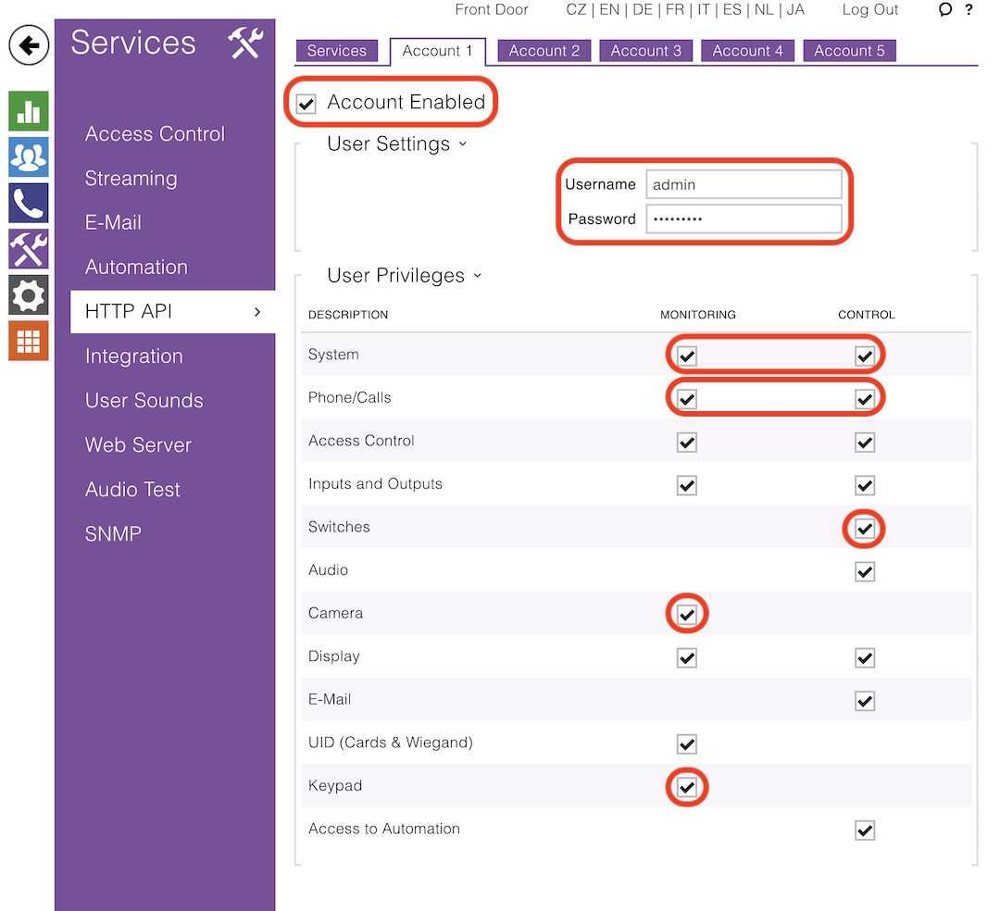 Front Door CZ | EN | DE | FR | IT | ES | NL | JA Log Out ?
Services
Services Account 1 Account 2 Account 3 Account 4 Account 5
Access Control
Streaming
E-Mail
Automation
HTTP API
Integration
User Sounds
Web Server
Audio Test
SNMP
Account Enabled
User Settings
Username admin
Password •••••••••
User Privileges
DESCRIPTION MONITORING CONTROL
System
Phone/Calls
Access Control
Inputs and Outputs
Switches
Audio
Camera
Display
E-Mail
UID (Cards & Wiegand)
Keypad
Access to Automation